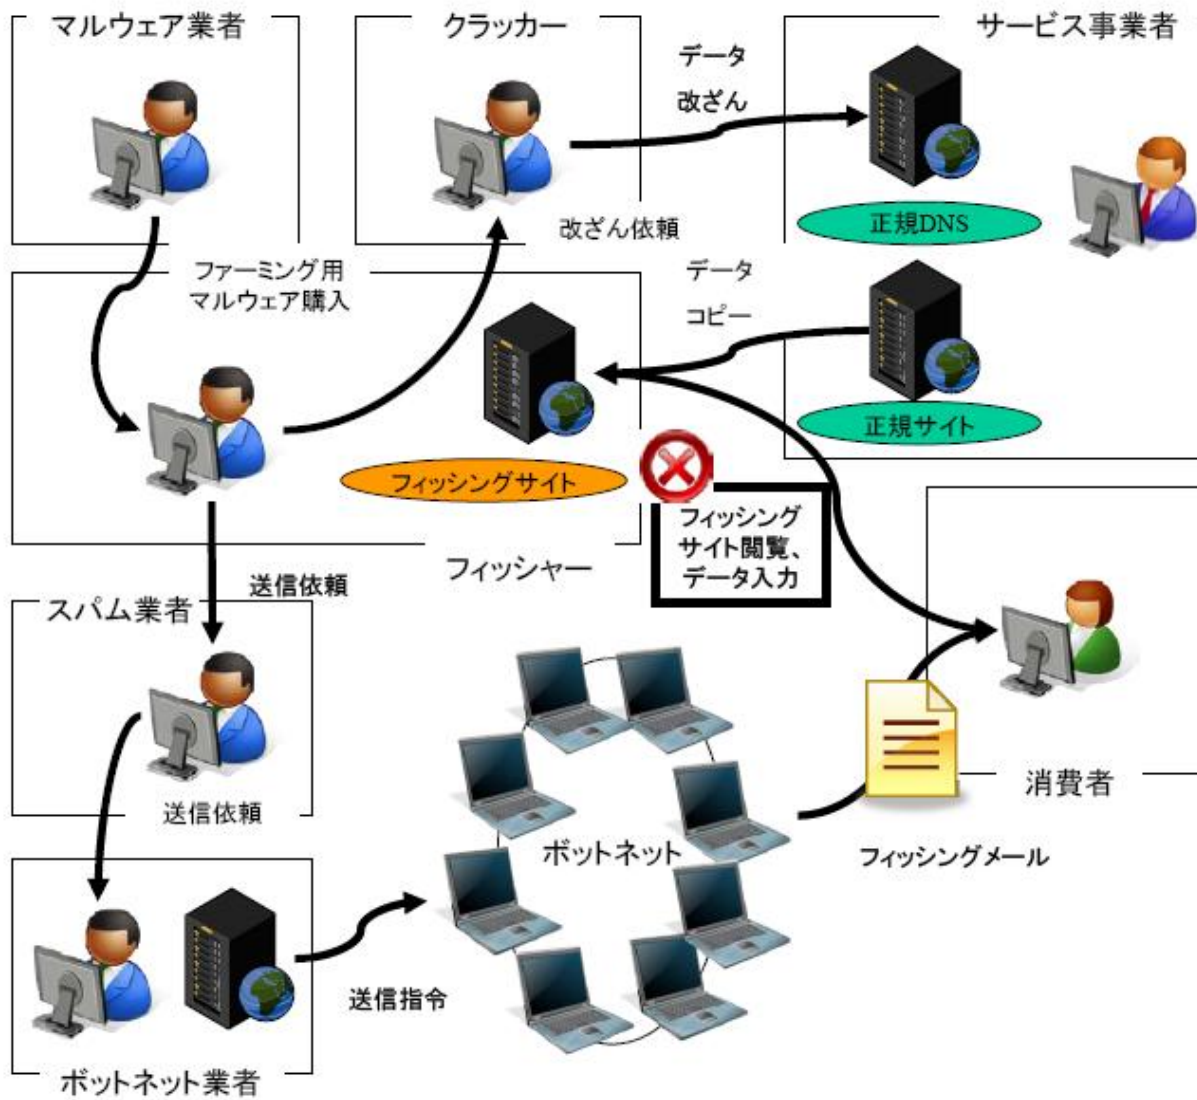 マルウェア業者
クラッカー
サービス事業者
データ
改ざん
正規DNS
改ざん依頼
ファーミング用
マルウェア購入
データ
コピー
正規サイト
フィッシングサイト
フィッシング
サイト閲覧、
データ入力
フィッシャー
送信依頼
スパム業者
送信依頼
消費者
ボットネット
フィッシングメール
送信指令
ボットネット業者